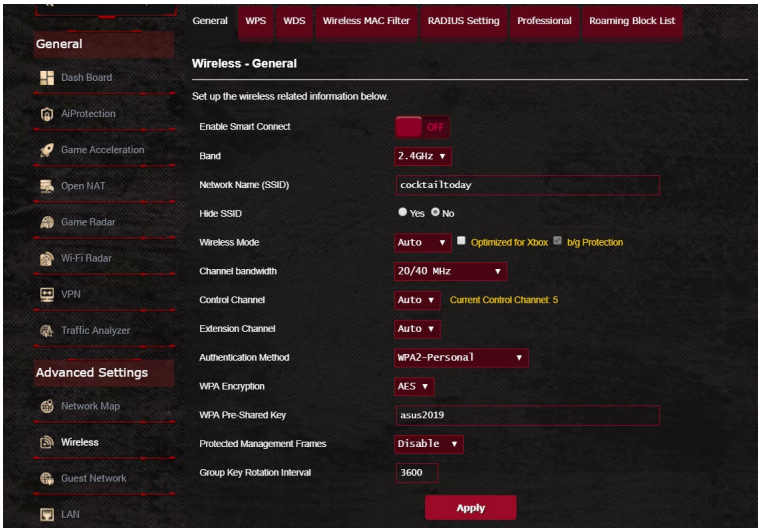 General WPS WDS Wireless MAC Filter RADIUS Setting Professional Roaming Block List
General
Dash Board
AiProtection
Game Acceleration
Open NAT
Game Radar
Wi-Fi Radar
VPN
Traffic Analyzer
Advanced Settings
Network Map
Wireless
Guest Network
LAN
Wireless - General
Set up the wireless related information below.
Enable Smart Connect OFF
Band 2.4GHz
Network Name (SSID) cocktailtoday
Hide SSID Yes No
Wireless Mode Auto Optimized for Xbox b/g Protection
Channel bandwidth 20/40 MHz
Control Channel Auto Current Control Channel: 5
Extension Channel Auto
Authentication Method WPA2-Personal
WPA Encryption AES
WPA Pre-Shared Key asus2019
Protected Management Frames Disable
Group Key Rotation Interval 3600
Apply